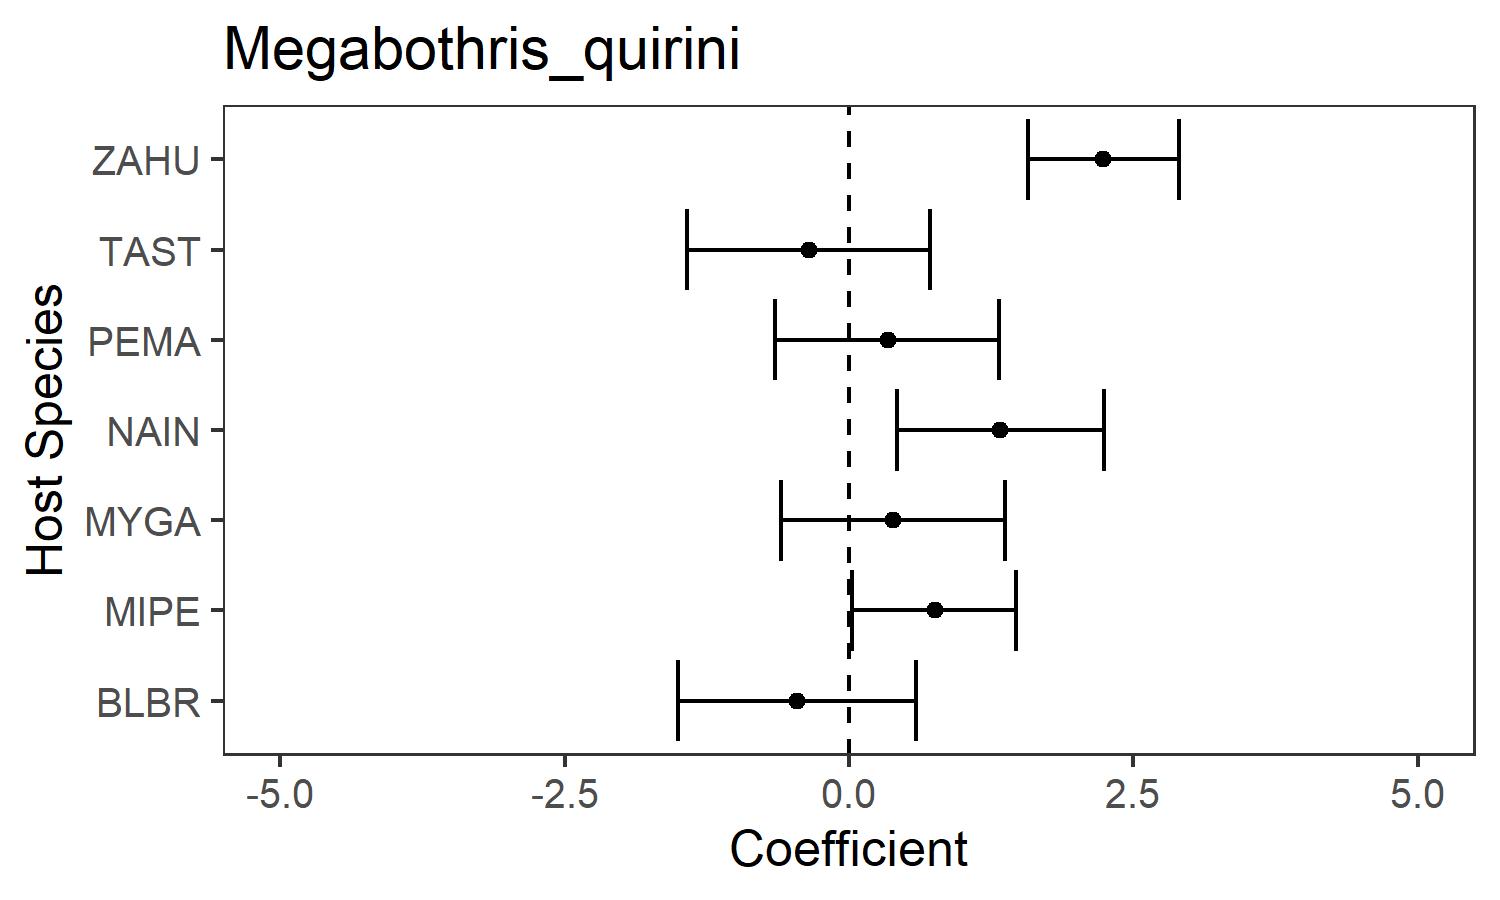 Megabothris_quirini
ZAHU
TAST
PEMA
NAIN
MYGA
MIPE
BLBR
Host Species
-5.0 -2.5 0.0 2.5 5.0
Coefficient